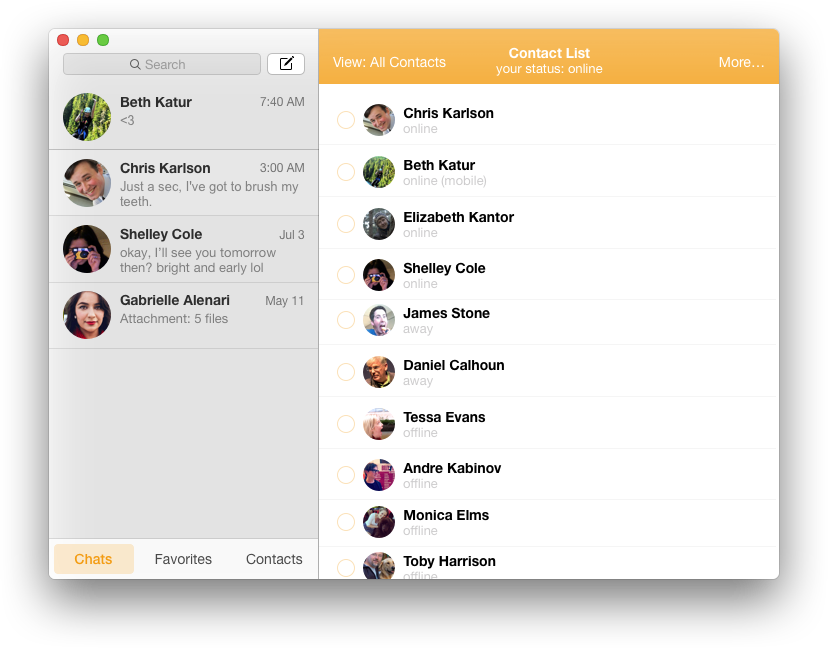 Search
Beth Katur 7:40 AM
<3
Chris Karlson 3:00 AM
Just a sec, I've got to brush my
teeth.
Shelley Cole Jul 3
okay, I'll see you tomorrow
then? bright and early lol
Gabrielle Alenari May 11
Attachment: 5 files
Chats Favorites Contacts
View: All Contacts
Contact List
your status: online
More...
Chris Karlson
online
Beth Katur
online (mobile)
Elizabeth Kantor
online
Shelley Cole
online
James Stone
away
Daniel Calhoun
away
Tessa Evans
offline
Andre Kabinov
offline
Monica Elms
offline
Toby Harrison
offline